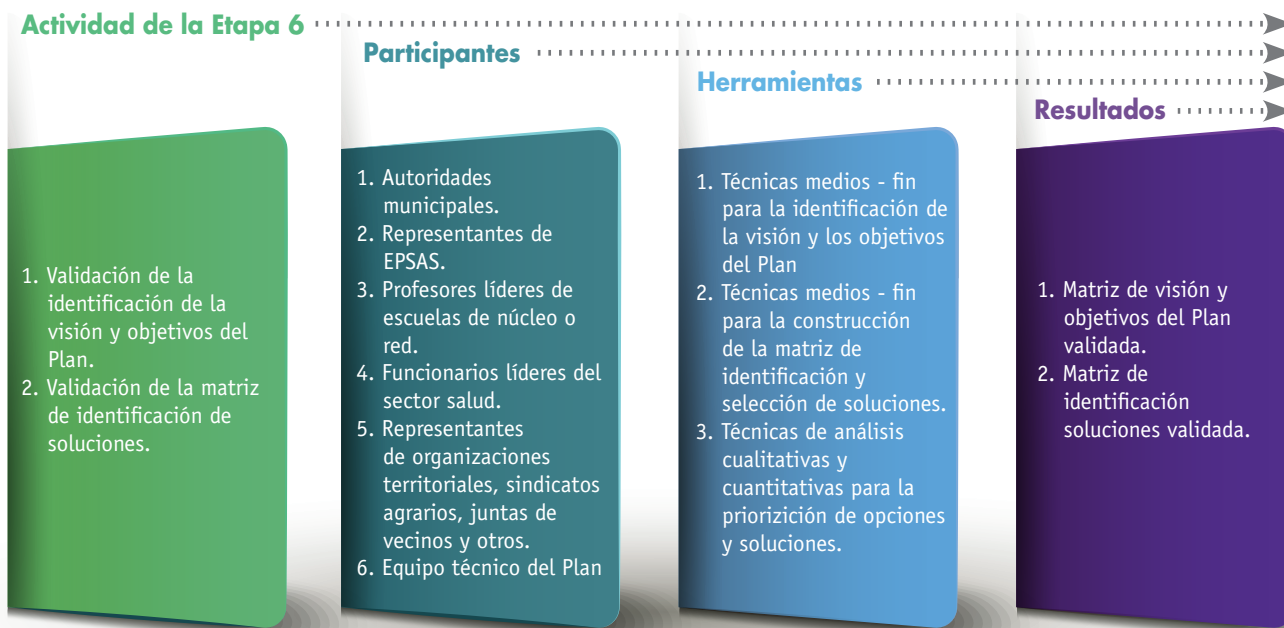 Actividad de la Etapa 6
Participantes
Herramientas
Resultados
1. Validación de la
identificación de la
visión y objetivos del
Plan.
2. Validación de la matriz
de identificación de
soluciones.
1. Autoridades
municipales.
2. Representantes de
EPSAS.
3. Profesores líderes de
escuelas de núcleo o
red.
4. Funcionarios líderes del
sector salud.
5. Representantes
de organizaciones
territoriales, sindicatos
agrarios, juntas de
vecinos y otros.
6. Equipo técnico del Plan
1. Técnicas medios - fin
para la identificación de
la visión y los objetivos
del Plan
2. Técnicas medios - fin
para la construcción
de la matriz de
identificación y
selección de soluciones.
3. Técnicas de análisis
cualitativas y
cuantitativas para la
priorizición de opciones
y soluciones.
1. Matriz de visión y
objetivos del Plan
validada.
2. Matriz de
identificación
soluciones validada.